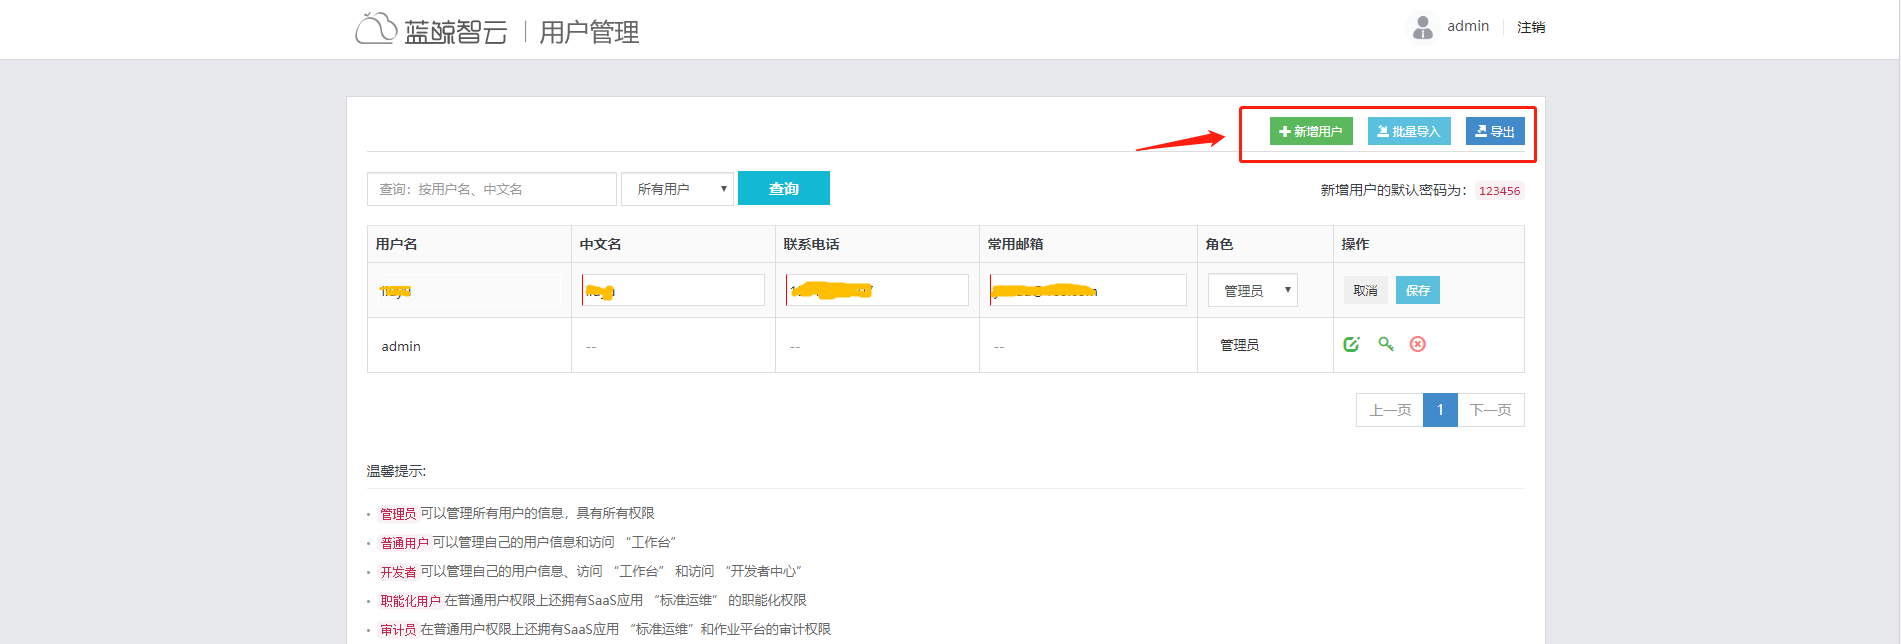 蓝鲸智云 | 用户管理
admin 注销
新增用户 批量导入 导出
查询：按用户名、中文名 所有用户 查询 新增用户的默认密码为： 123456
用户名 中文名 联系电话 常用邮箱 角色 操作
管理员 取消 保存
admin -- -- -- 管理员
上一页 1 下一页
温馨提示:
管理员 可以管理所有用户的信息，具有所有权限
普通用户 可以管理自己的用户信息和访问 “工作台”
开发者 可以管理自己的用户信息、访问 “工作台” 和访问 “开发者中心”
职能化用户 在普通用户权限上还拥有SaaS应用 “标准运维” 的职能化权限
审计员 在普通用户权限上还拥有SaaS应用 “标准运维” 和作业平台的审计权限